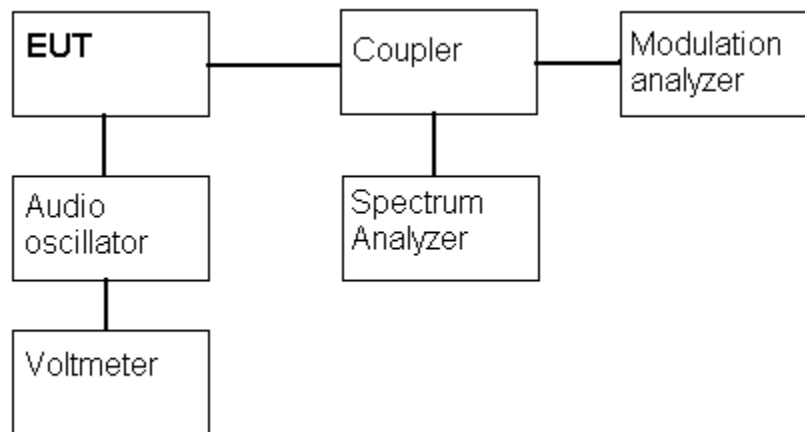 EUT
Coupler
Modulation
analyzer
Audio
oscillator
Spectrum
Analyzer
Voltmeter